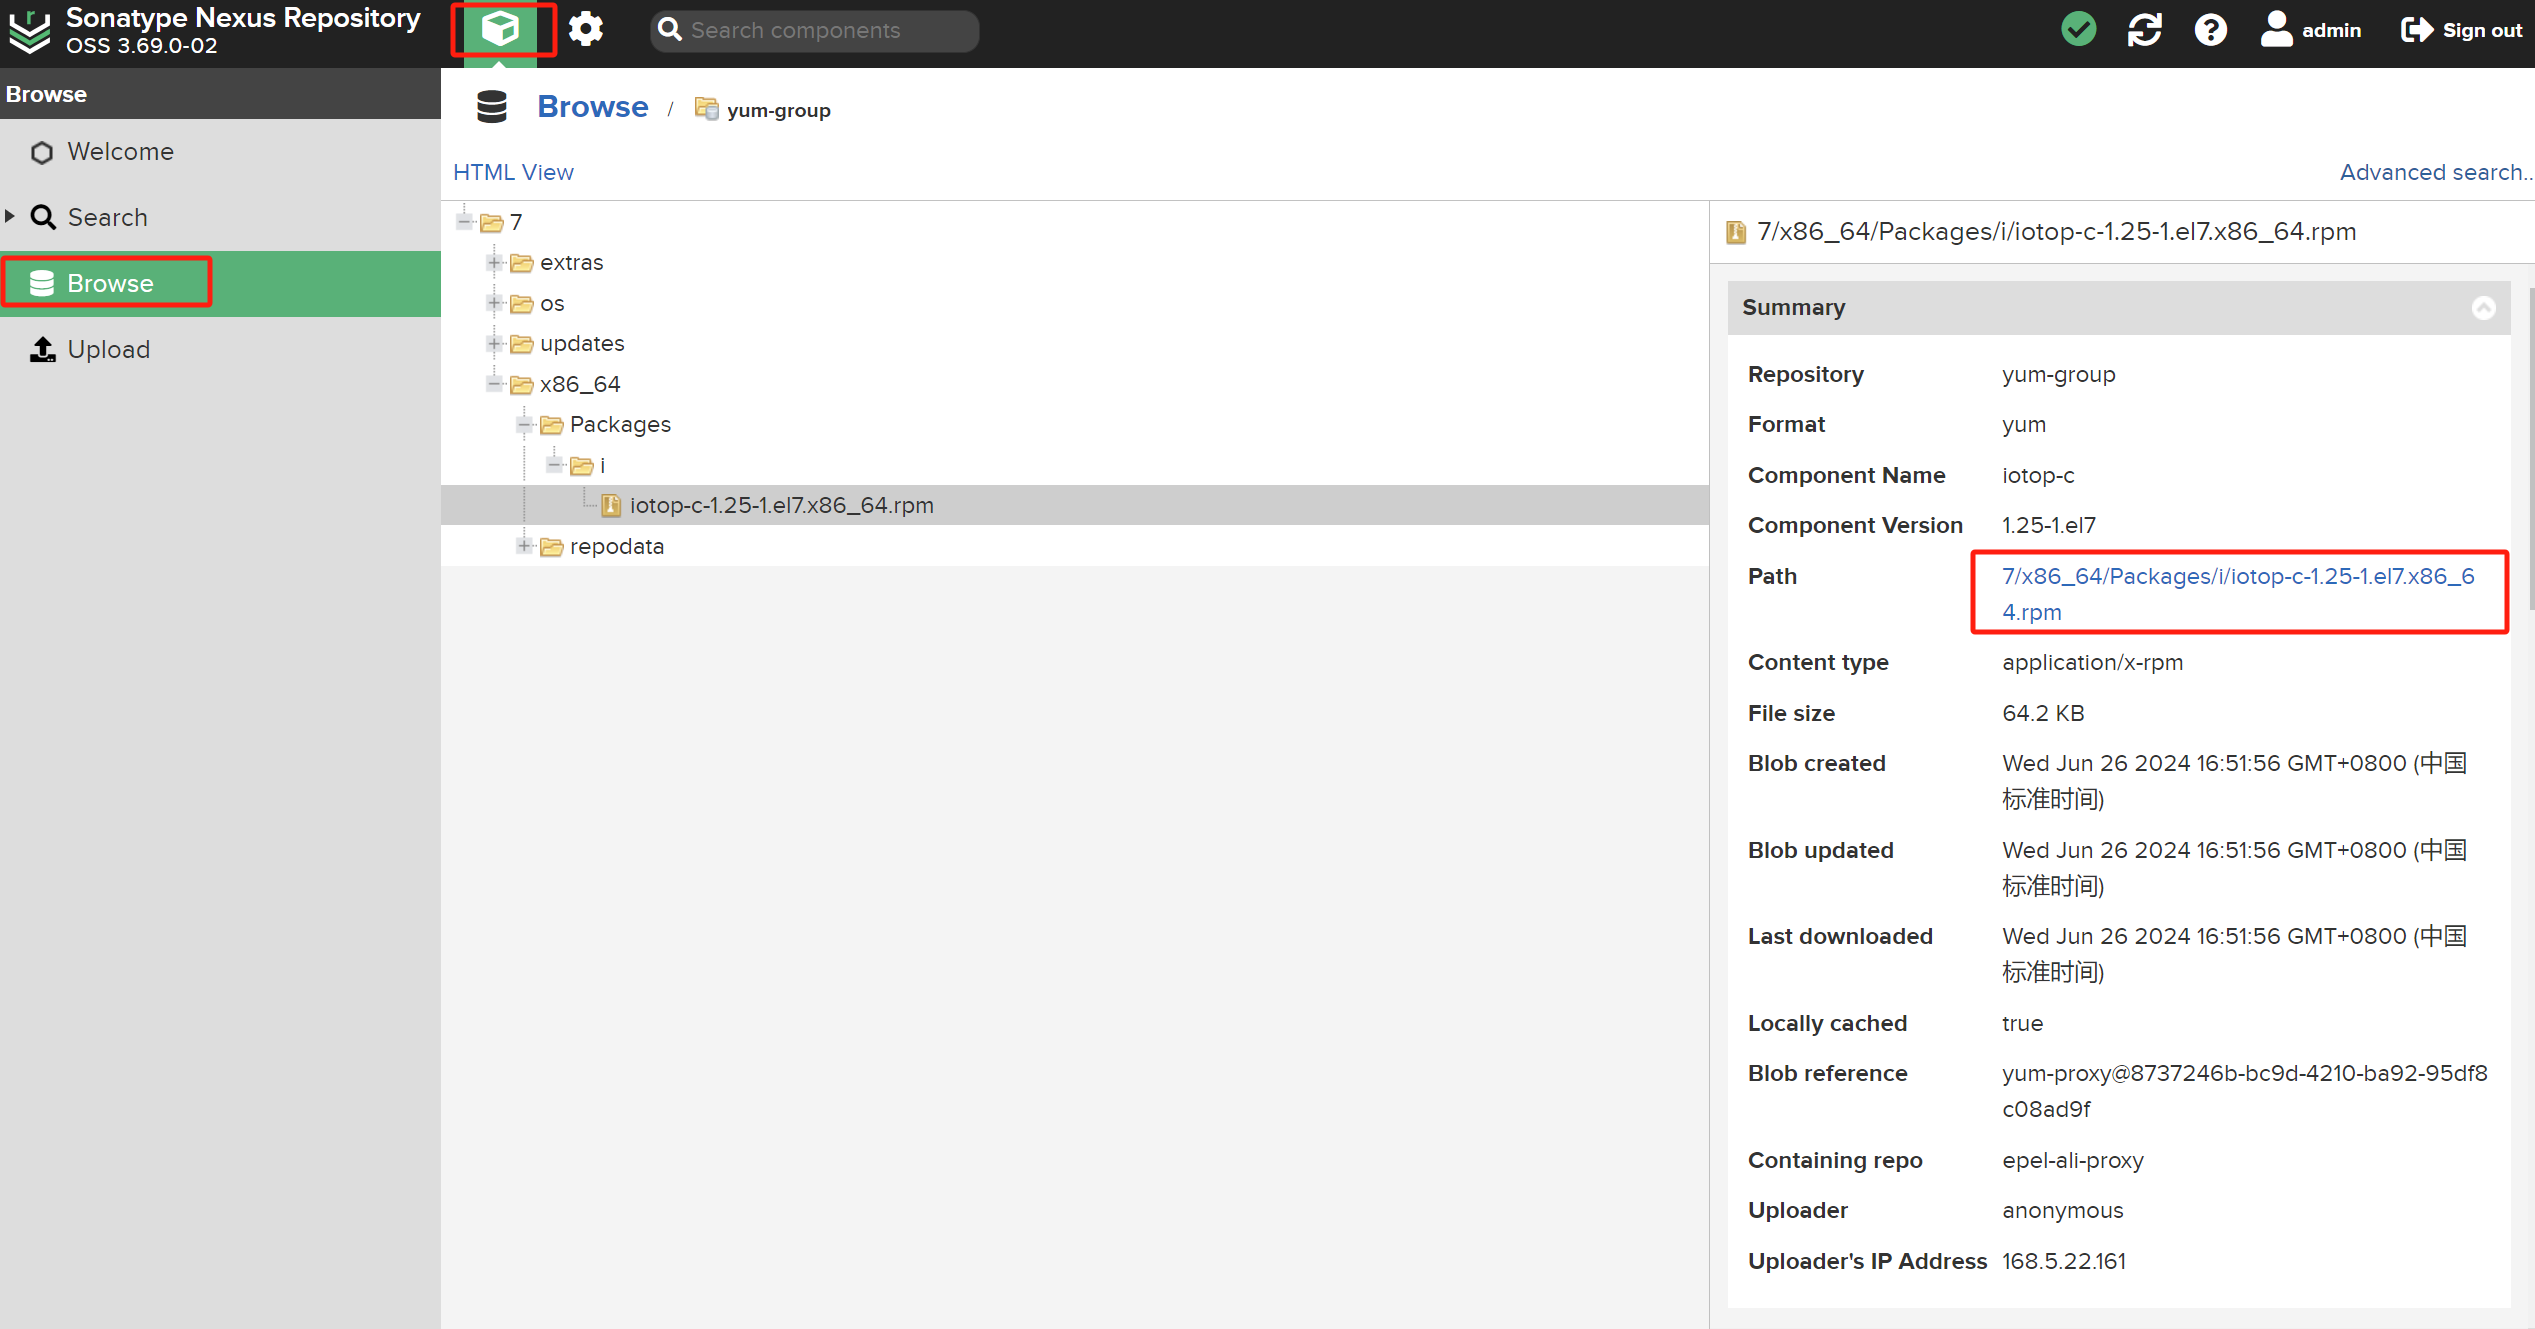 Sonatype Nexus Repository
OSS 3.69.0-02
Search components
admin
Sign out
Browse
Welcome
Search
Browse
Upload
Browse / yum-group
HTML View
Advanced search...
7
extras
os
updates
x86_64
Packages
i
iotop-c-1.25-1.el7.x86_64.rpm
repodata
7/x86_64/Packages/i/iotop-c-1.25-1.el7.x86_64.rpm
Summary
Repository yum-group
Format yum
Component Name iotop-c
Component Version 1.25-1.el7
Path 7/x86_64/Packages/i/iotop-c-1.25-1.el7.x86_6
4.rpm
Content type application/x-rpm
File size 64.2 KB
Blob created Wed Jun 26 2024 16:51:56 GMT+0800 (中国
标准时间)
Blob updated Wed Jun 26 2024 16:51:56 GMT+0800 (中国
标准时间)
Last downloaded Wed Jun 26 2024 16:51:56 GMT+0800 (中国
标准时间)
Locally cached true
Blob reference yum-proxy@8737246b-bc9d-4210-ba92-95df8
c08ad9f
Containing repo epel-ali-proxy
Uploader anonymous
Uploader's IP Address 168.5.22.161